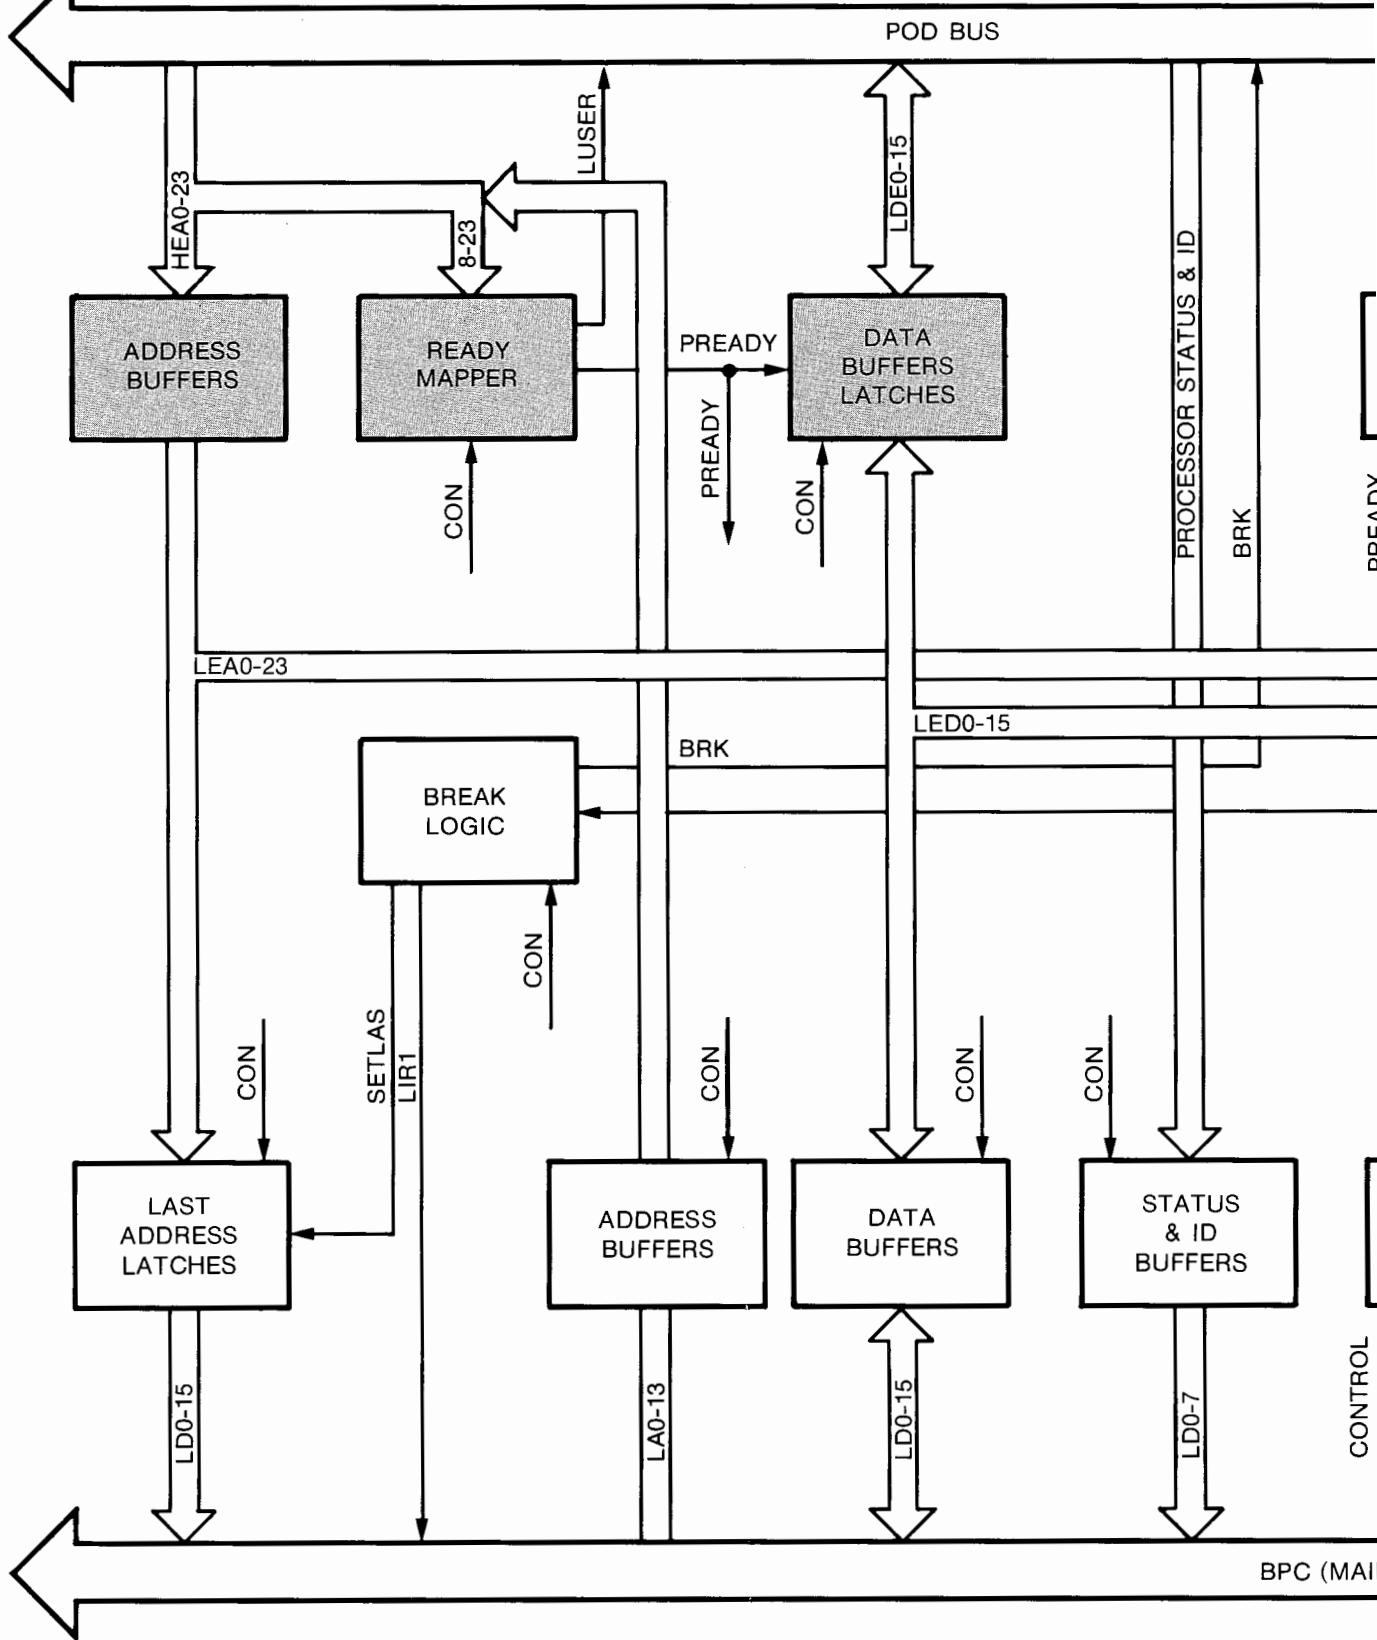 POD BUS
LUSER
HEA0-23
8-23
LDE0-15
PROCESSOR STATUS & ID
ADDRESS
BUFFERS
READY
MAPPER
PREADY
DATA
BUFFERS
LATCHES
PREADY
CON
CON
BRK
PREADY
LEA0-23
LED0-15
BRK
BREAK
LOGIC
CON
SETLAS
LIR1
CON
CON
CON
CON
LAST
ADDRESS
LATCHES
ADDRESS
BUFFERS
DATA
BUFFERS
STATUS
& ID
BUFFERS
LD0-15
LA0-13
LD0-15
LD0-7
CONTROL
BPC (MAI